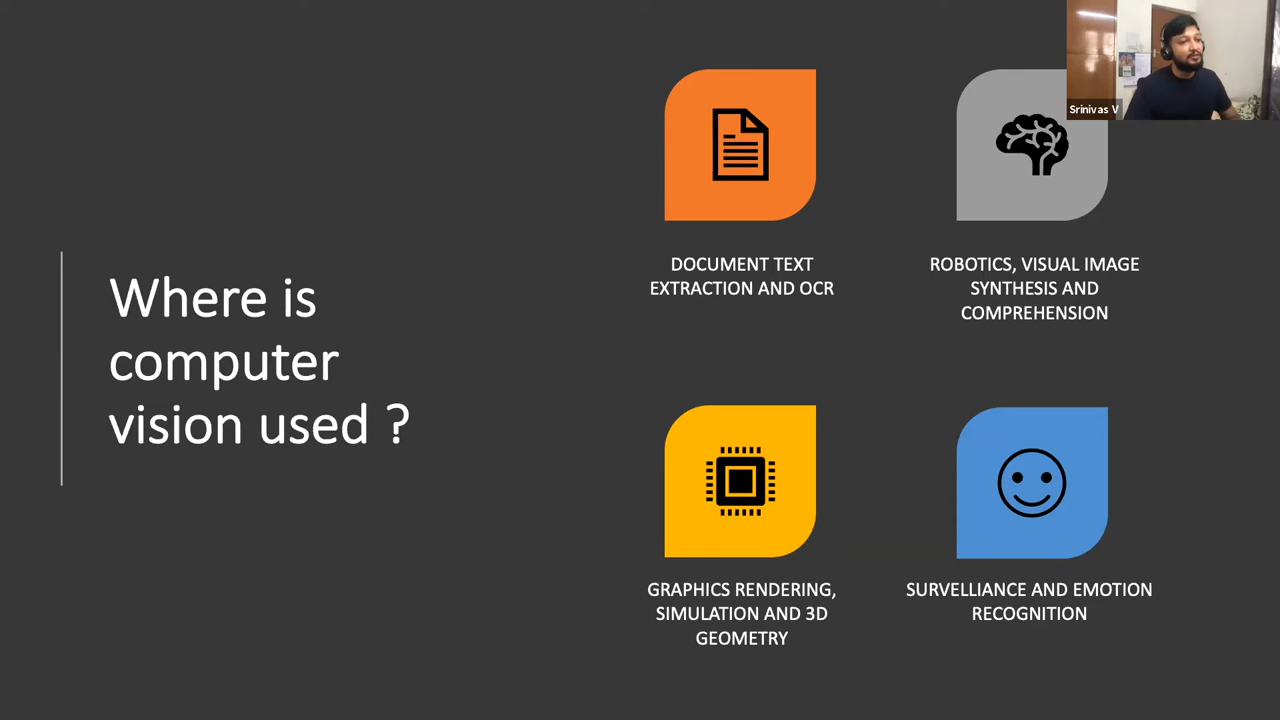 Where is
computer
vision used ?
DOCUMENT TEXT
EXTRACTION AND OCR
ROBOTICS, VISUAL IMAGE
SYNTHESIS AND
COMPREHENSION
GRAPHICS RENDERING,
SIMULATION AND 3D
GEOMETRY
SURVELLIANCE AND EMOTION
RECOGNITION
Srinivas V